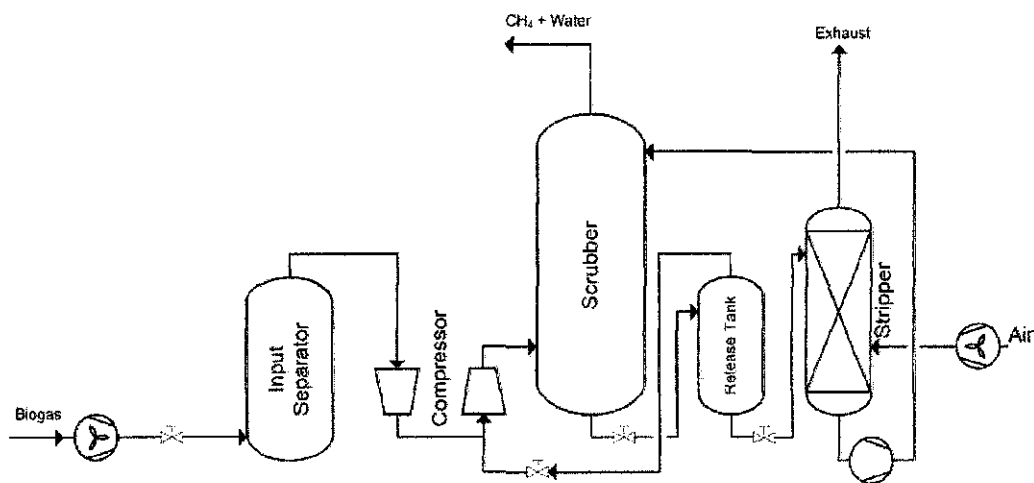 CH₄ + Water
Exhaust
Scrubber
Input
Separator
Compressor
Release Tank
Stripper
Air
Biogas